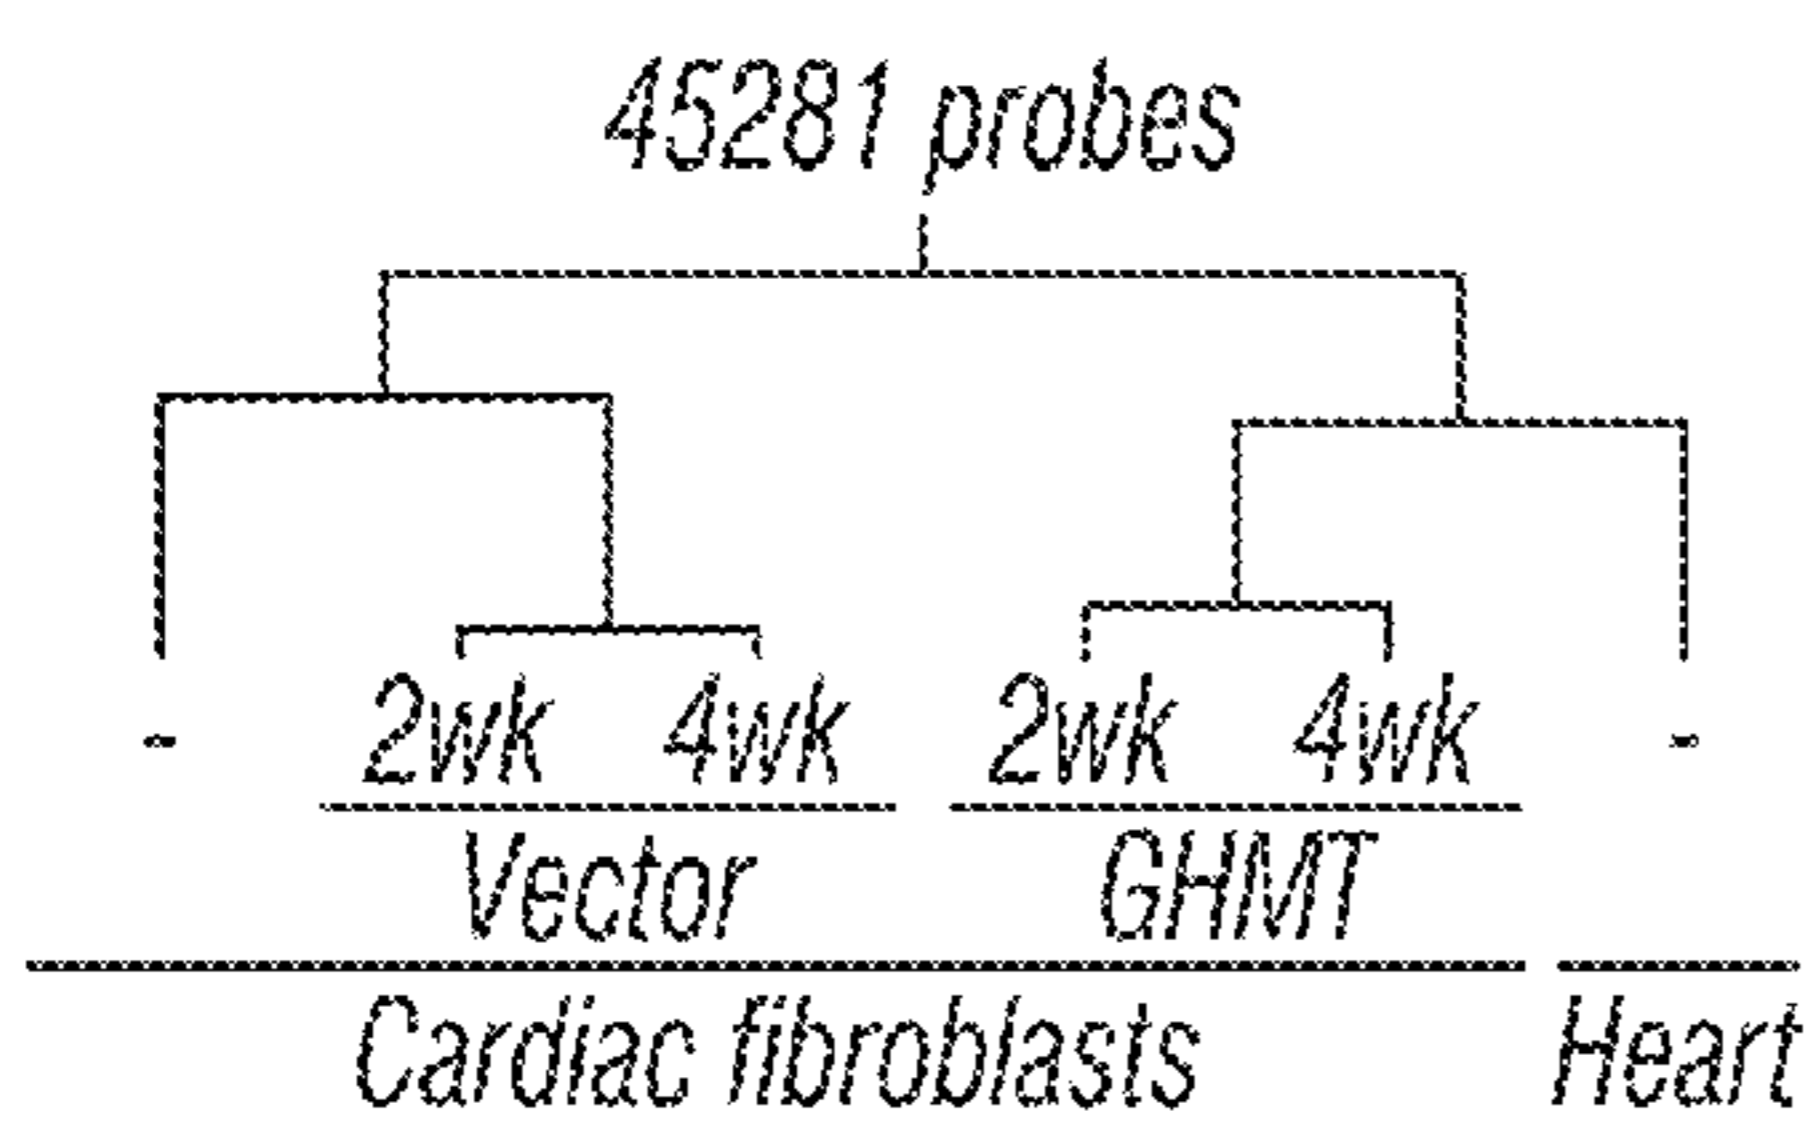 45281 probes
- 2wk 4wk 2wk 4wk -
Vector GHMT
Cardiac fibroblasts Heart